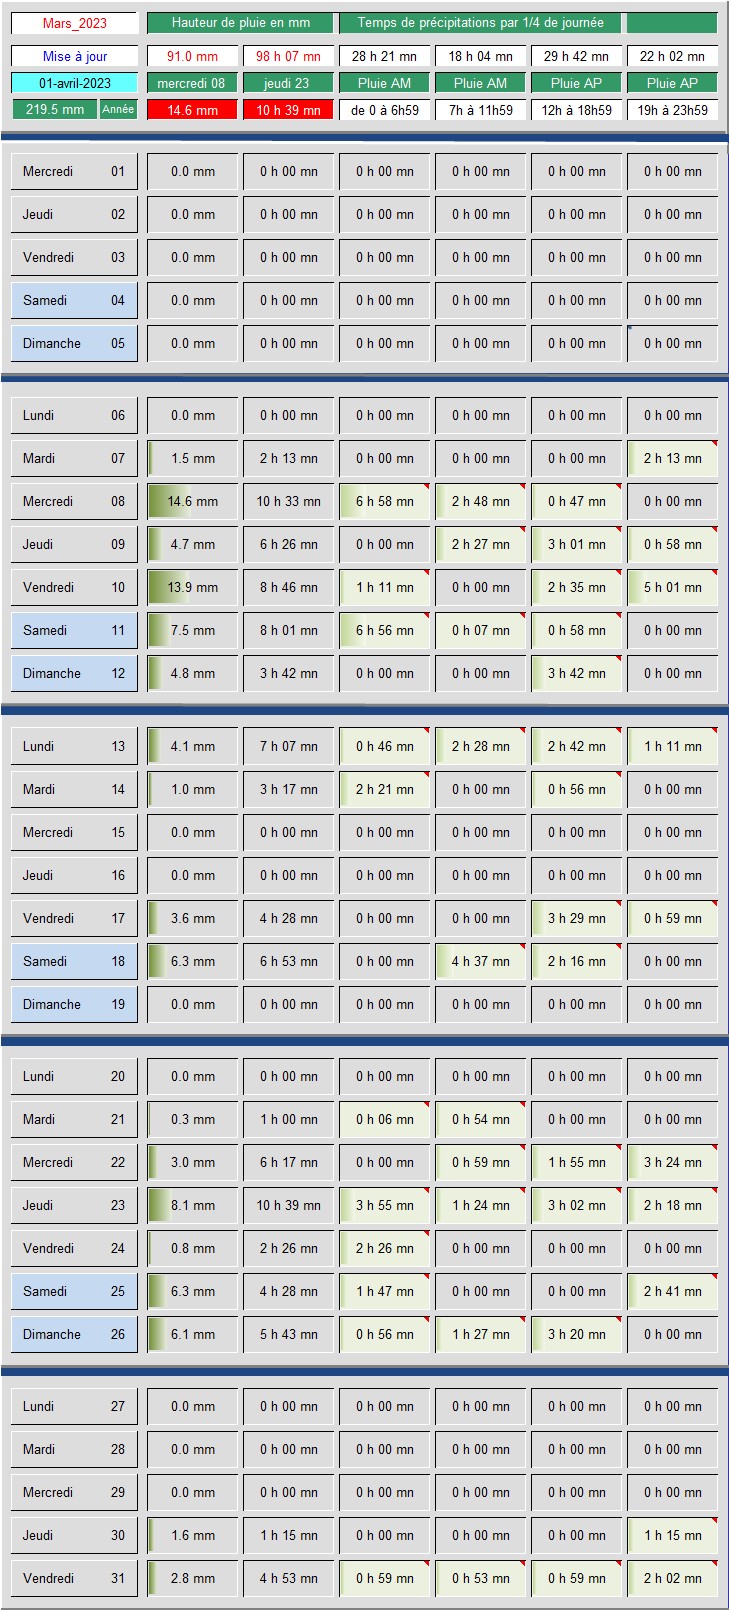 Mars_2023 Hauteur de pluie en mm Temps de précipitations par 1/4 de journée
Mise à jour 91.0 mm 98 h 07 mn 28 h 21 mn 18 h 04 mn 29 h 42 mn 22 h 02 mn
01-avril-2023 mercredi 08 jeudi 23 Pluie AM Pluie AM Pluie AP Pluie AP
219.5 mm Année 14.6 mm 10 h 39 mn de 0 à 6h59 7h à 11h59 12h à 18h59 19h à 23h59
Mercredi 01 0.0 mm 0 h 00 mn 0 h 00 mn 0 h 00 mn 0 h 00 mn 0 h 00 mn
Jeudi 02 0.0 mm 0 h 00 mn 0 h 00 mn 0 h 00 mn 0 h 00 mn 0 h 00 mn
Vendredi 03 0.0 mm 0 h 00 mn 0 h 00 mn 0 h 00 mn 0 h 00 mn 0 h 00 mn
Samedi 04 0.0 mm 0 h 00 mn 0 h 00 mn 0 h 00 mn 0 h 00 mn 0 h 00 mn
Dimanche 05 0.0 mm 0 h 00 mn 0 h 00 mn 0 h 00 mn 0 h 00 mn 0 h 00 mn
Lundi 06 0.0 mm 0 h 00 mn 0 h 00 mn 0 h 00 mn 0 h 00 mn 0 h 00 mn
Mardi 07 1.5 mm 2 h 13 mn 0 h 00 mn 0 h 00 mn 0 h 00 mn 2 h 13 mn
Mercredi 08 14.6 mm 10 h 33 mn 6 h 58 mn 2 h 48 mn 0 h 47 mn 0 h 00 mn
Jeudi 09 4.7 mm 6 h 26 mn 0 h 00 mn 2 h 27 mn 3 h 01 mn 0 h 58 mn
Vendredi 10 13.9 mm 8 h 46 mn 1 h 11 mn 0 h 00 mn 2 h 35 mn 5 h 01 mn
Samedi 11 7.5 mm 8 h 01 mn 6 h 56 mn 0 h 07 mn 0 h 58 mn 0 h 00 mn
Dimanche 12 4.8 mm 3 h 42 mn 0 h 00 mn 0 h 00 mn 3 h 42 mn 0 h 00 mn
Lundi 13 4.1 mm 7 h 07 mn 0 h 46 mn 2 h 28 mn 2 h 42 mn 1 h 11 mn
Mardi 14 1.0 mm 3 h 17 mn 2 h 21 mn 0 h 00 mn 0 h 56 mn 0 h 00 mn
Mercredi 15 0.0 mm 0 h 00 mn 0 h 00 mn 0 h 00 mn 0 h 00 mn 0 h 00 mn
Jeudi 16 0.0 mm 0 h 00 mn 0 h 00 mn 0 h 00 mn 0 h 00 mn 0 h 00 mn
Vendredi 17 3.6 mm 4 h 28 mn 0 h 00 mn 0 h 00 mn 3 h 29 mn 0 h 59 mn
Samedi 18 6.3 mm 6 h 53 mn 0 h 00 mn 4 h 37 mn 2 h 16 mn 0 h 00 mn
Dimanche 19 0.0 mm 0 h 00 mn 0 h 00 mn 0 h 00 mn 0 h 00 mn 0 h 00 mn
Lundi 20 0.0 mm 0 h 00 mn 0 h 00 mn 0 h 00 mn 0 h 00 mn 0 h 00 mn
Mardi 21 0.3 mm 1 h 00 mn 0 h 06 mn 0 h 54 mn 0 h 00 mn 0 h 00 mn
Mercredi 22 3.0 mm 6 h 17 mn 0 h 00 mn 0 h 59 mn 1 h 55 mn 3 h 24 mn
Jeudi 23 8.1 mm 10 h 39 mn 3 h 55 mn 1 h 24 mn 3 h 02 mn 2 h 18 mn
Vendredi 24 0.8 mm 2 h 26 mn 2 h 26 mn 0 h 00 mn 0 h 00 mn 0 h 00 mn
Samedi 25 6.3 mm 4 h 28 mn 1 h 47 mn 0 h 00 mn 0 h 00 mn 2 h 41 mn
Dimanche 26 6.1 mm 5 h 43 mn 0 h 56 mn 1 h 27 mn 3 h 20 mn 0 h 00 mn
Lundi 27 0.0 mm 0 h 00 mn 0 h 00 mn 0 h 00 mn 0 h 00 mn 0 h 00 mn
Mardi 28 0.0 mm 0 h 00 mn 0 h 00 mn 0 h 00 mn 0 h 00 mn 0 h 00 mn
Mercredi 29 0.0 mm 0 h 00 mn 0 h 00 mn 0 h 00 mn 0 h 00 mn 0 h 00 mn
Jeudi 30 1.6 mm 1 h 15 mn 0 h 00 mn 0 h 00 mn 0 h 00 mn 1 h 15 mn
Vendredi 31 2.8 mm 4 h 53 mn 0 h 59 mn 0 h 53 mn 0 h 59 mn 2 h 02 mn